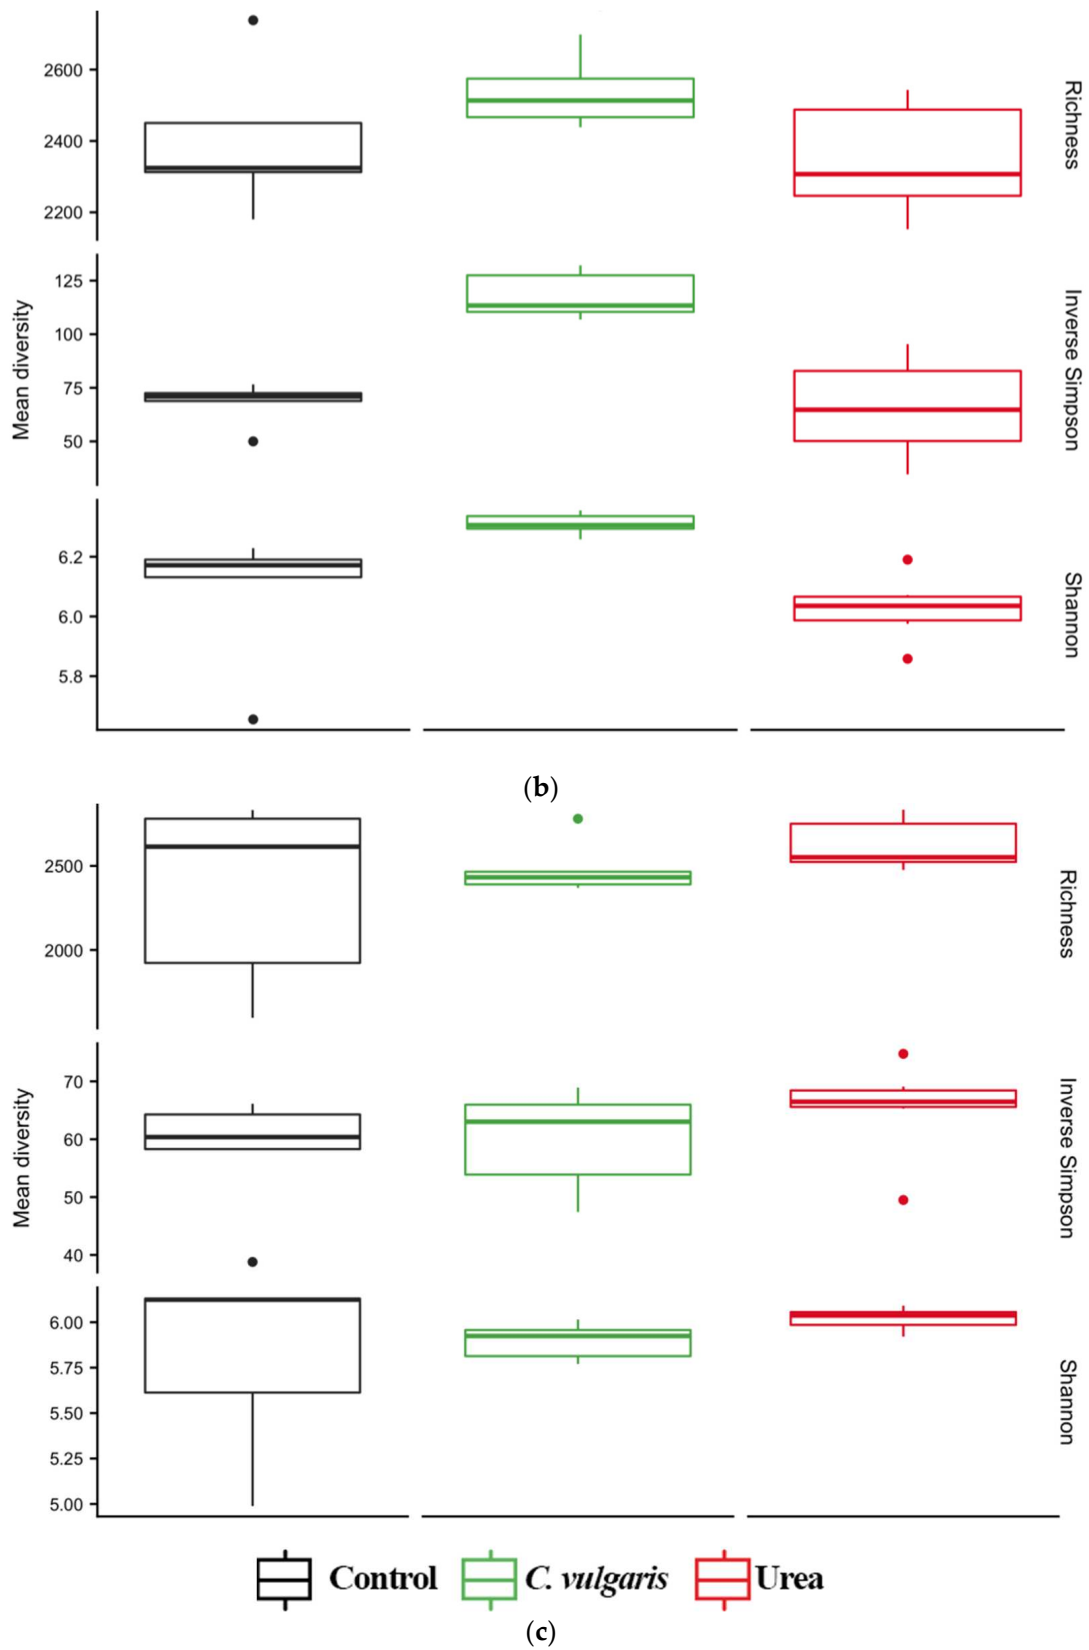 2600
2400
2200
Richness
125
100
75
50
Inverse Simpson
Mean diversity
6.2
6.0
5.8
Shannon
(b)
2500
2000
Richness
70
60
50
40
Inverse Simpson
Mean diversity
6.00
5.75
5.50
5.25
5.00
Shannon
Control C. vulgaris Urea
(c)